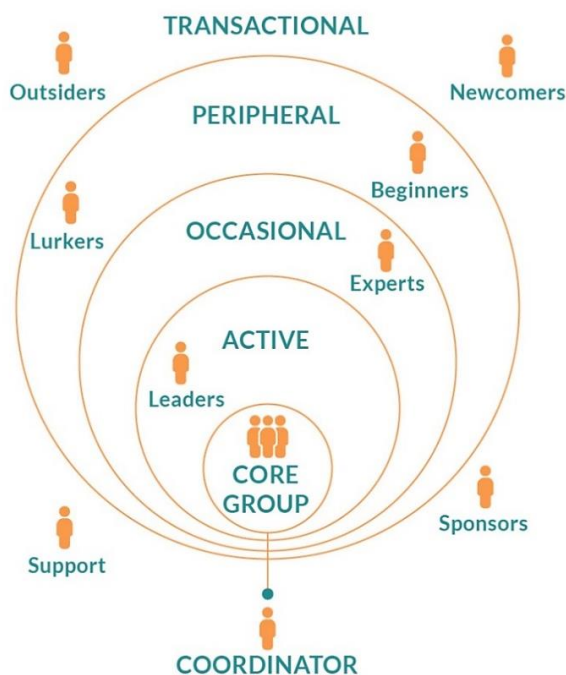 TRANSACTIONAL
Outsiders
Newcomers
PERIPHERAL
Beginners
Lurkers
OCCASIONAL
Experts
ACTIVE
Leaders
CORE
GROUP
Sponsors
Support
COORDINATOR